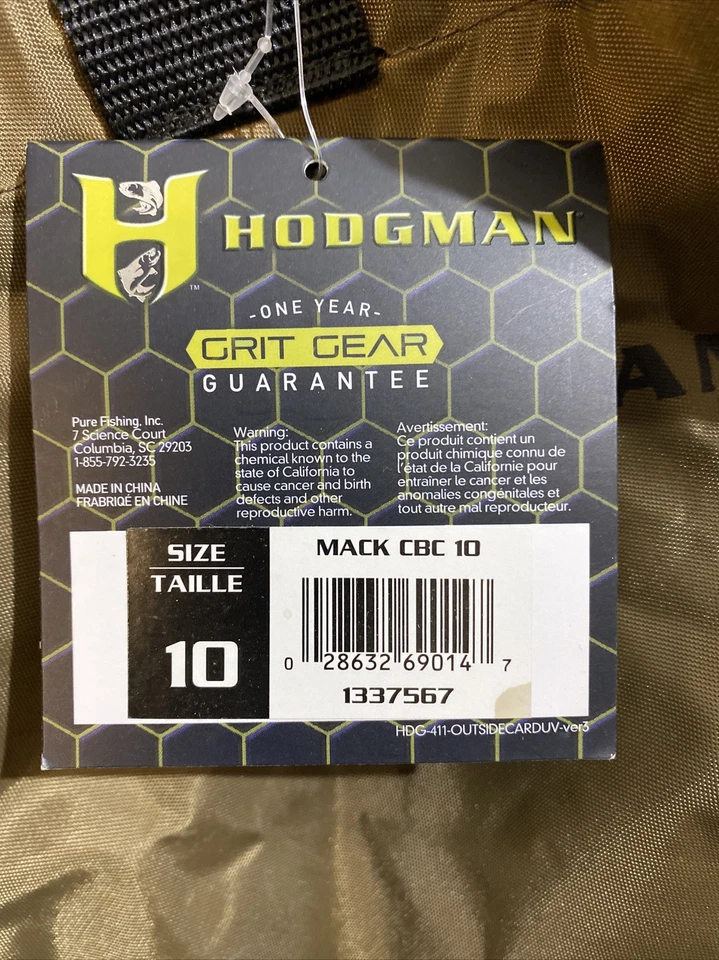 H
™
HODGMAN
-ONE YEAR-
GRIT GEAR
GUARANTEE
Pure Fishing, Inc.
7 Science Court
Columbia, SC 29203
1-855-792-3235
MADE IN CHINA
FRABRIQÉ EN CHINE
Warning:
This product contains a
chemical known to the
state of California to
cause cancer and birth
defects and other
reproductive harm.
Avertissement:
Ce produit contient un
produit chimique connu de
l'état de la Californie pour
entraîner le cancer et les
anomalies congénitales et
tout autre mal reproducteur.
SIZE
TAILLE
10
MACK CBC 10
0 28632 69014 7
1337567
HDG-411-OUTSIDECARDUV-ver3
AN